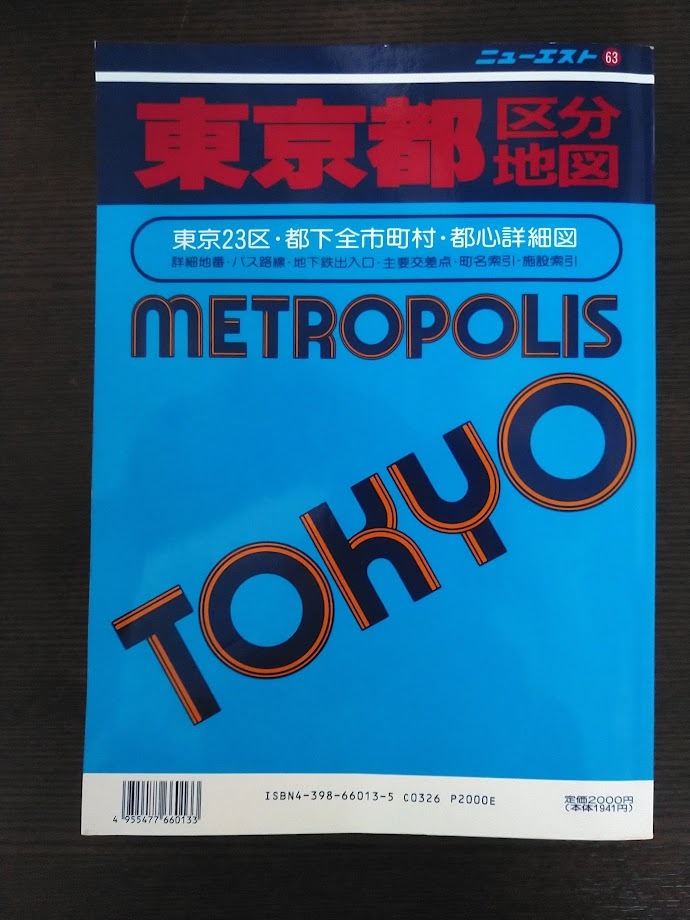 ニューエスト 63
東京都 区分地図
東京23区・都下全市町村・都心詳細図
詳細地番・バス路線・地下鉄出入口・主要交差点・町名索引・施設索引
METROPOLIS
TOKYO
4 955477 660133
ISBN4-398-66013-5 C0326 P2000E
定価2000円
(本体1941円)